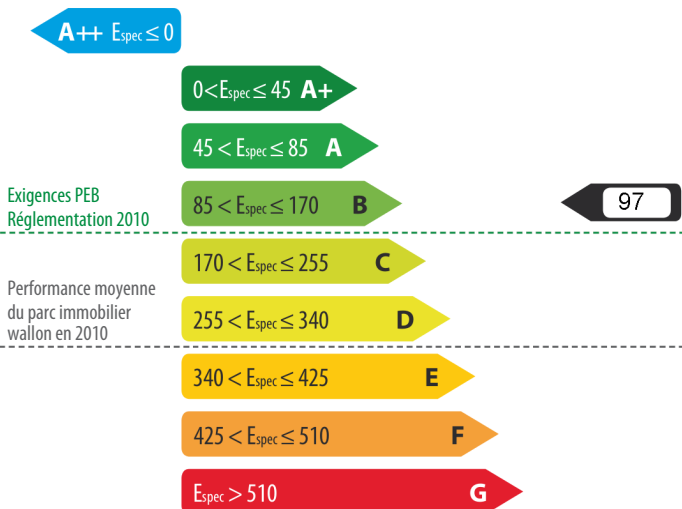 A++ Espec ≤ 0
0 < Espec ≤ 45 A+
45 < Espec ≤ 85 A
Exigences PEB
Réglementation 2010
85 < Espec ≤ 170 B
97
170 < Espec ≤ 255 C
Performance moyenne
du parc immobilier
wallon en 2010
255 < Espec ≤ 340 D
340 < Espec ≤ 425 E
425 < Espec ≤ 510 F
Espec > 510 G